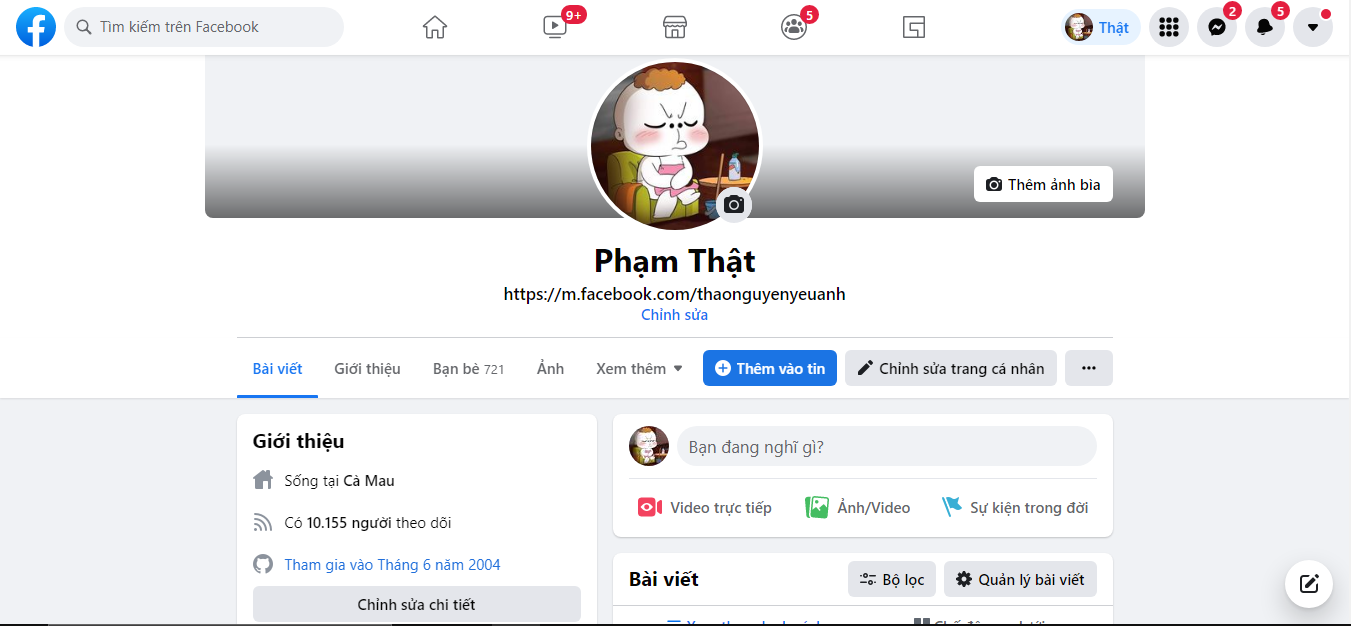 Tìm kiếm trên Facebook
9+
5
Thật
2
5
Thêm ảnh bìa
Phạm Thật
https://m.facebook.com/thaonguyenyeuanh
Chỉnh sửa
Bài viết Giới thiệu Bạn bè 721 Ảnh Xem thêm
Thêm vào tin
Chỉnh sửa trang cá nhân
Giới thiệu
Sống tại Cà Mau
Có 10.155 người theo dõi
Tham gia vào Tháng 6 năm 2004
Chỉnh sửa chi tiết
Bạn đang nghĩ gì?
Video trực tiếp Ảnh/Video Sự kiện trong đời
Bài viết
Bộ lọc
Quản lý bài viết